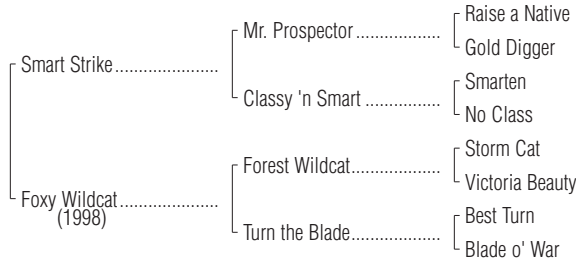 Raise a Native
Mr. Prospector...................
Gold Digger
Smart Strike.......................
Smarten
Classy 'n Smart .................
No Class
Storm Cat
Forest Wildcat....................
Victoria Beauty
Foxy Wildcat......................
(1998)
Best Turn
Turn the Blade....................
Blade o' War